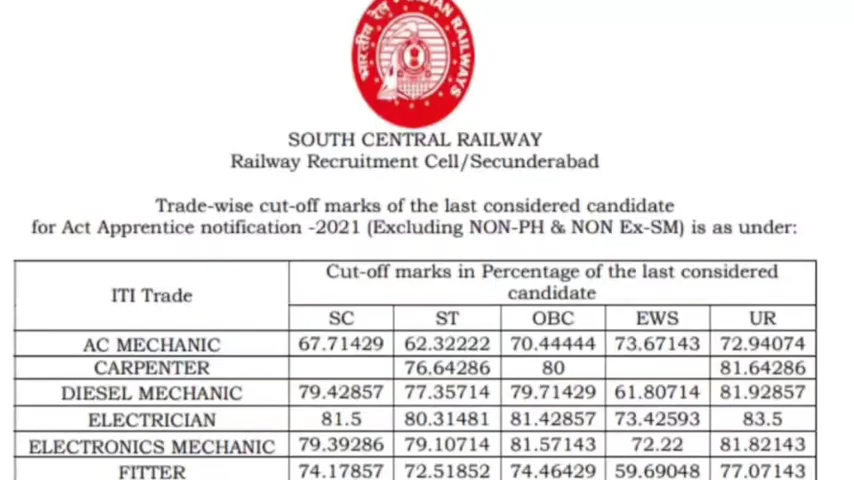 भारतीय रेल INDIAN RAILWAYS
SOUTH CENTRAL RAILWAY
Railway Recruitment Cell/Secunderabad
Trade-wise cut-off marks of the last considered candidate
for Act Apprentice notification -2021 (Excluding NON-PH & NON Ex-SM) is as under:
ITI Trade
Cut-off marks in Percentage of the last considered
candidate
SC ST OBC EWS UR
AC MECHANIC 67.71429 62.32222 70.44444 73.67143 72.94074
CARPENTER 76.64286 80 81.64286
DIESEL MECHANIC 79.42857 77.35714 79.71429 61.80714 81.92857
ELECTRICIAN 81.5 80.31481 81.42857 73.42593 83.5
ELECTRONICS MECHANIC 79.39286 79.10714 81.57143 72.22 81.82143
FITTER 74.17857 72.51852 74.46429 59.69048 77.07143